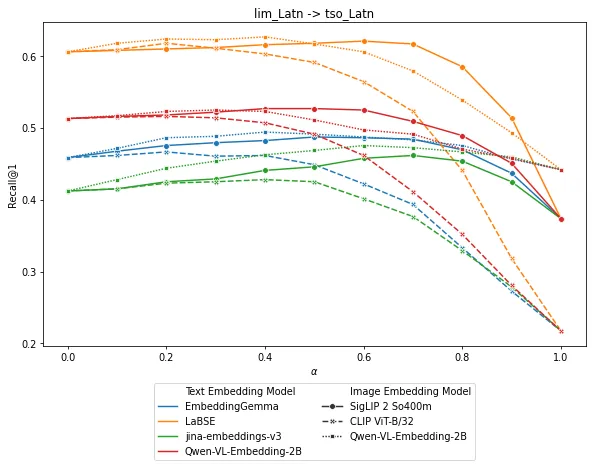 lim_Latn -> tso_Latn
Recall@1
0.6
0.5
0.4
0.3
0.2
0.0 0.2 0.4 0.6 0.8 1.0
α
Text Embedding Model Image Embedding Model
EmbeddingGemma SigLIP 2 So400m
LaBSE CLIP ViT-B/32
jina-embeddings-v3 Qwen-VL-Embedding-2B
Qwen-VL-Embedding-2B